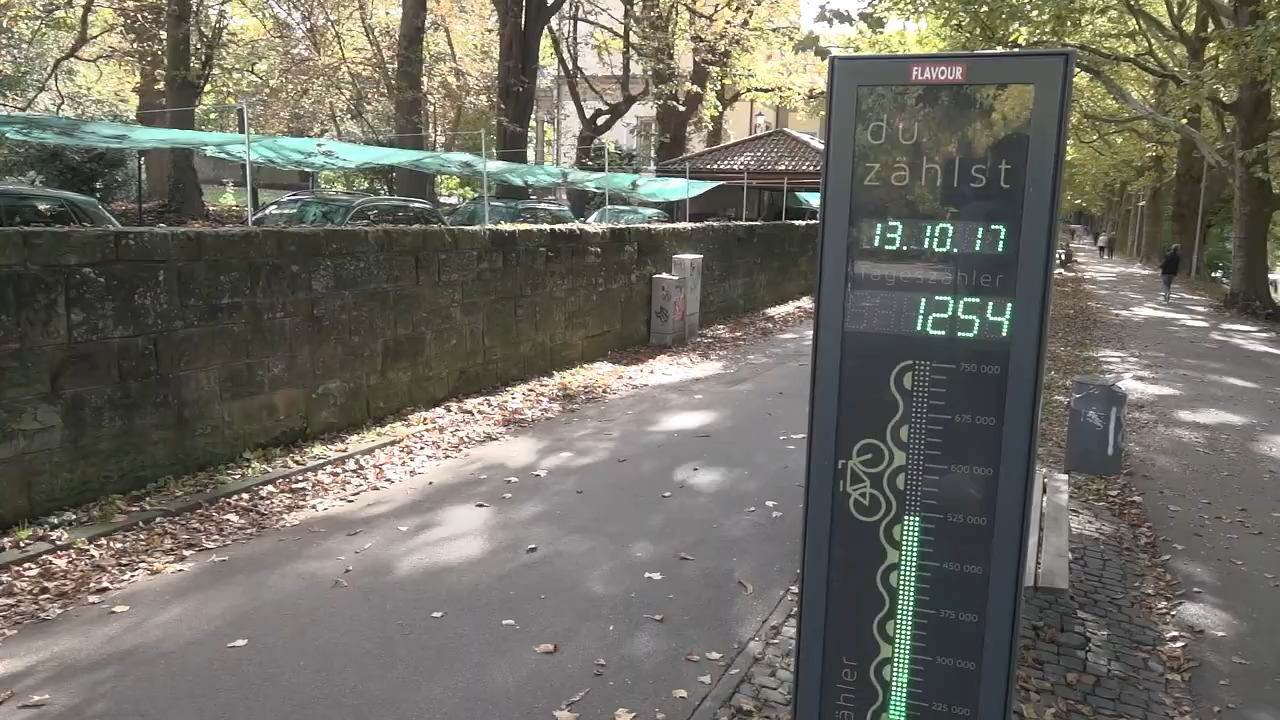 FLAVOUR
du
zählst
13.10.17
Tageszähler
1254
750 000
675 000
600 000
525 000
450 000
375 000
300 000
225 000
ähler